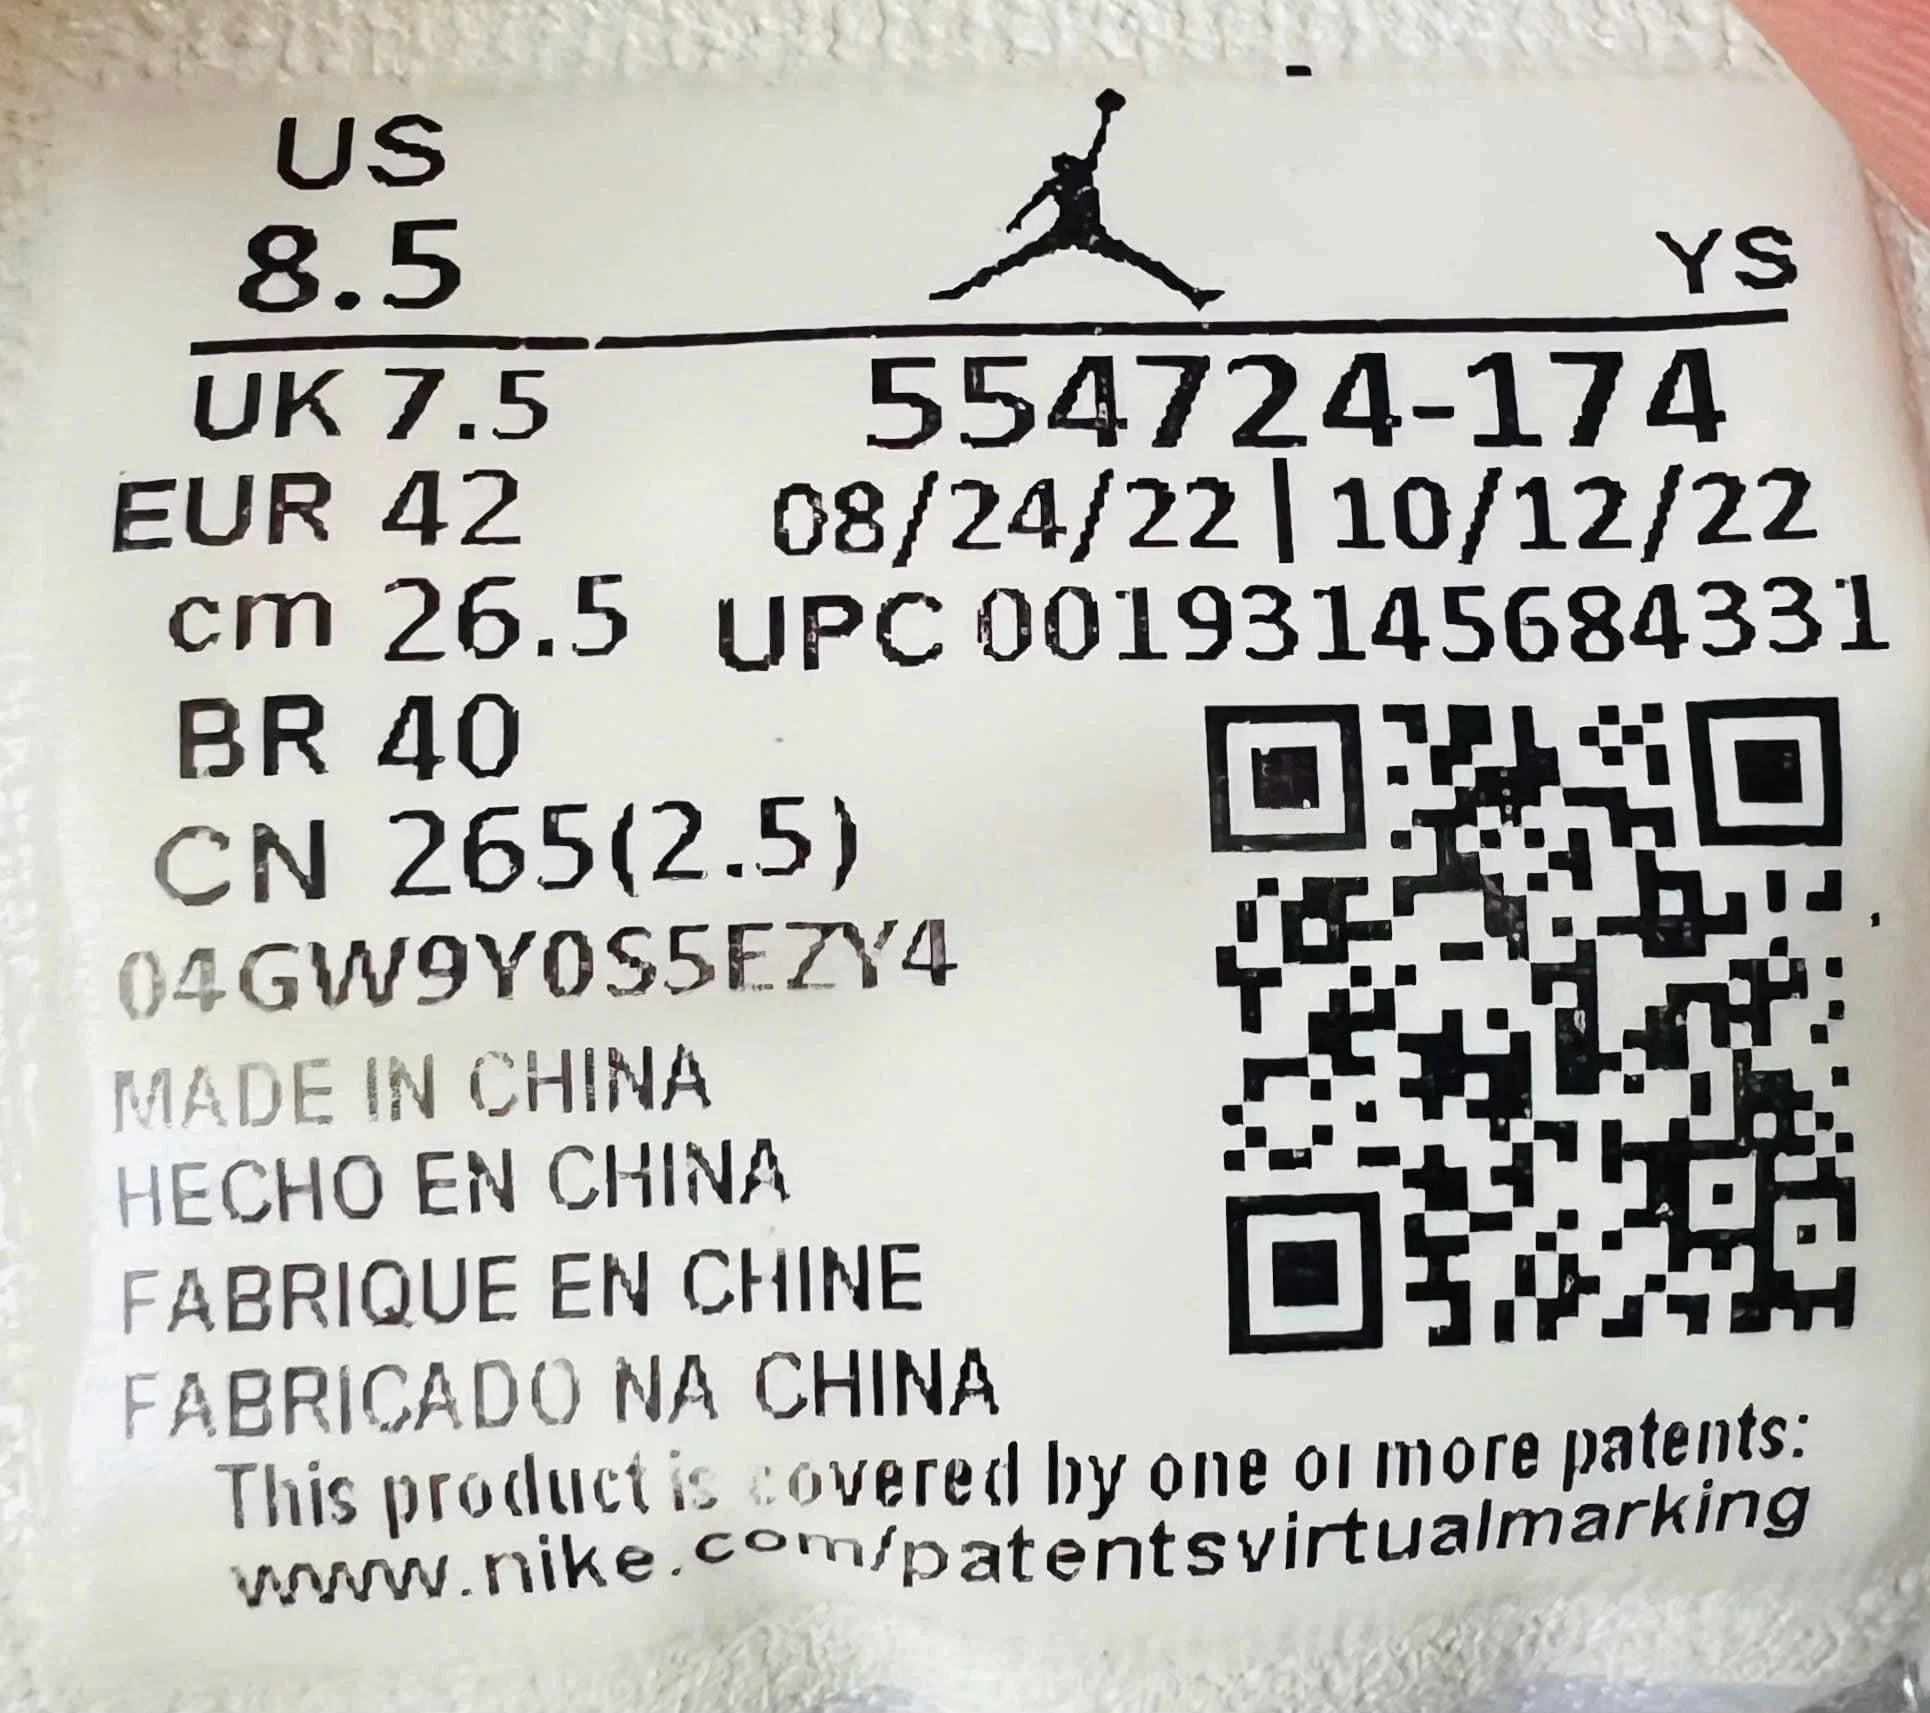 US
8.5
YS
UK 7.5
554724-174
EUR 42
08/24/22|10/12/22
cm 26.5
UPC 00193145684331
BR 40
CN 265(2.5)
04GW9Y0S5EZY4
MADE IN CHINA
HECHO EN CHINA
FABRIQUE EN CHINE
FABRICADO NA CHINA
This product is covered by one or more patents:
www.nike.com/patentsvirtualmarking